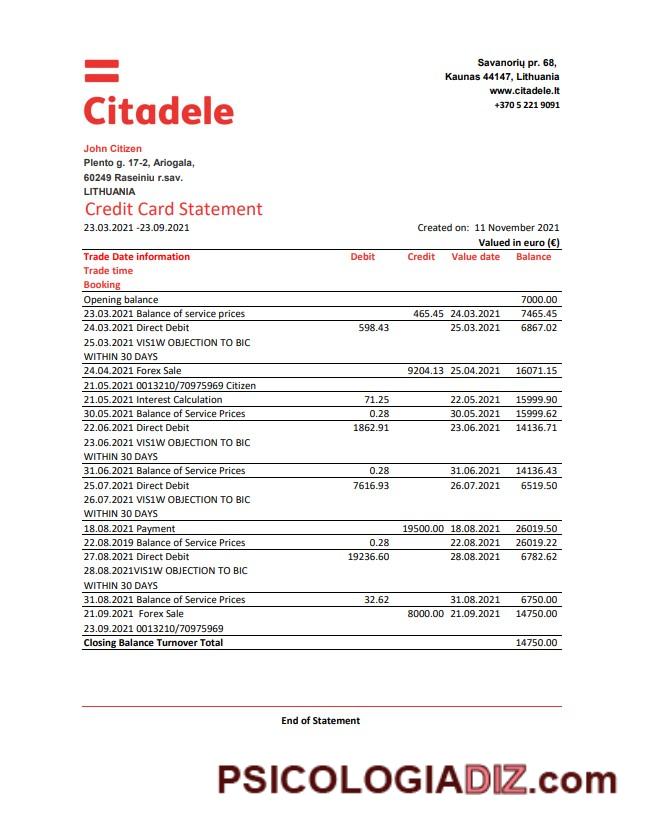 Citadele
Savanorių pr. 68,
Kaunas 44147, Lithuania
www.citadele.lt
+370 5 221 9091
John Citizen
Plento g. 17-2, Ariogala,
60249 Raseiniu r.sav.
LITHUANIA
Credit Card Statement
23.03.2021 -23.09.2021 Created on: 11 November 2021
Valued in euro (€)
Trade Date information Debit Credit Value date Balance
Trade time
Booking
Opening balance 7000.00
23.03.2021 Balance of service prices 465.45 24.03.2021 7465.45
24.03.2021 Direct Debit 598.43 25.03.2021 6867.02
25.03.2021 VIS1W OBJECTION TO BIC
WITHIN 30 DAYS
24.04.2021 Forex Sale 9204.13 25.04.2021 16071.15
21.05.2021 0013210/70975969 Citizen
21.05.2021 Interest Calculation 71.25 22.05.2021 15999.90
30.05.2021 Balance of Service Prices 0.28 30.05.2021 15999.62
22.06.2021 Direct Debit 1862.91 23.06.2021 14136.71
23.06.2021 VIS1W OBJECTION TO BIC
WITHIN 30 DAYS
31.06.2021 Balance of Service Prices 0.28 31.06.2021 14136.43
25.07.2021 Direct Debit 7616.93 26.07.2021 6519.50
26.07.2021 VIS1W OBJECTION TO BIC
WITHIN 30 DAYS
18.08.2021 Payment 19500.00 18.08.2021 26019.50
22.08.2019 Balance of Service Prices 0.28 22.08.2021 26019.22
27.08.2021 Direct Debit 19236.60 28.08.2021 6782.62
28.08.2021VIS1W OBJECTION TO BIC
WITHIN 30 DAYS
31.08.2021 Balance of Service Prices 32.62 31.08.2021 6750.00
21.09.2021 Forex Sale 8000.00 21.09.2021 14750.00
23.09.2021 0013210/70975969
Closing Balance Turnover Total 14750.00
End of Statement
PSICOLOGIADIZ.com